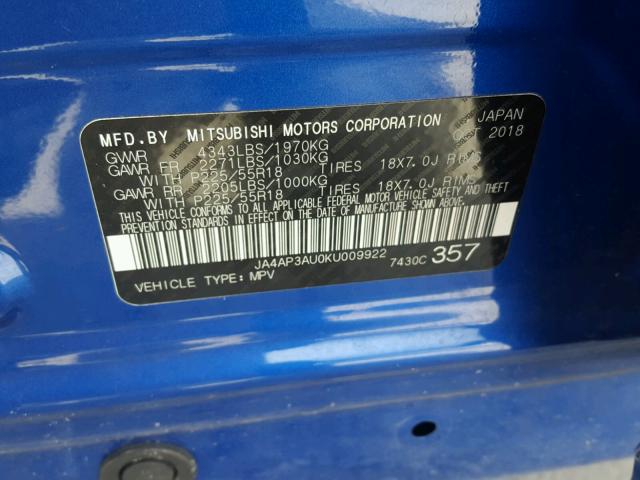 MFD.BY MITSUBISHI MOTORS CORPORATION JAPAN
GWWR 4343LBS/1970KG OCT 2018
GAWR FR 2271LBS/1030KG
WITH P225/55R18 TIRES 18X7.0J RIMS
GAWR RR 2205LBS/1000KG
WITH P225/55R18 TIRES 18X7.0J RIMS
THIS VEHICLE CONFORMS TO ALL APPLICABLE FEDERAL MOTOR VEHICLE SAFETY AND THEFT
PREVENTION STANDARDS IN EFFECT ON THE DATE OF MANUFACTURE SHOWN ABOVE.
JA4AP3AU0KU009922 7430C 357
VEHICLE TYPE:MPV